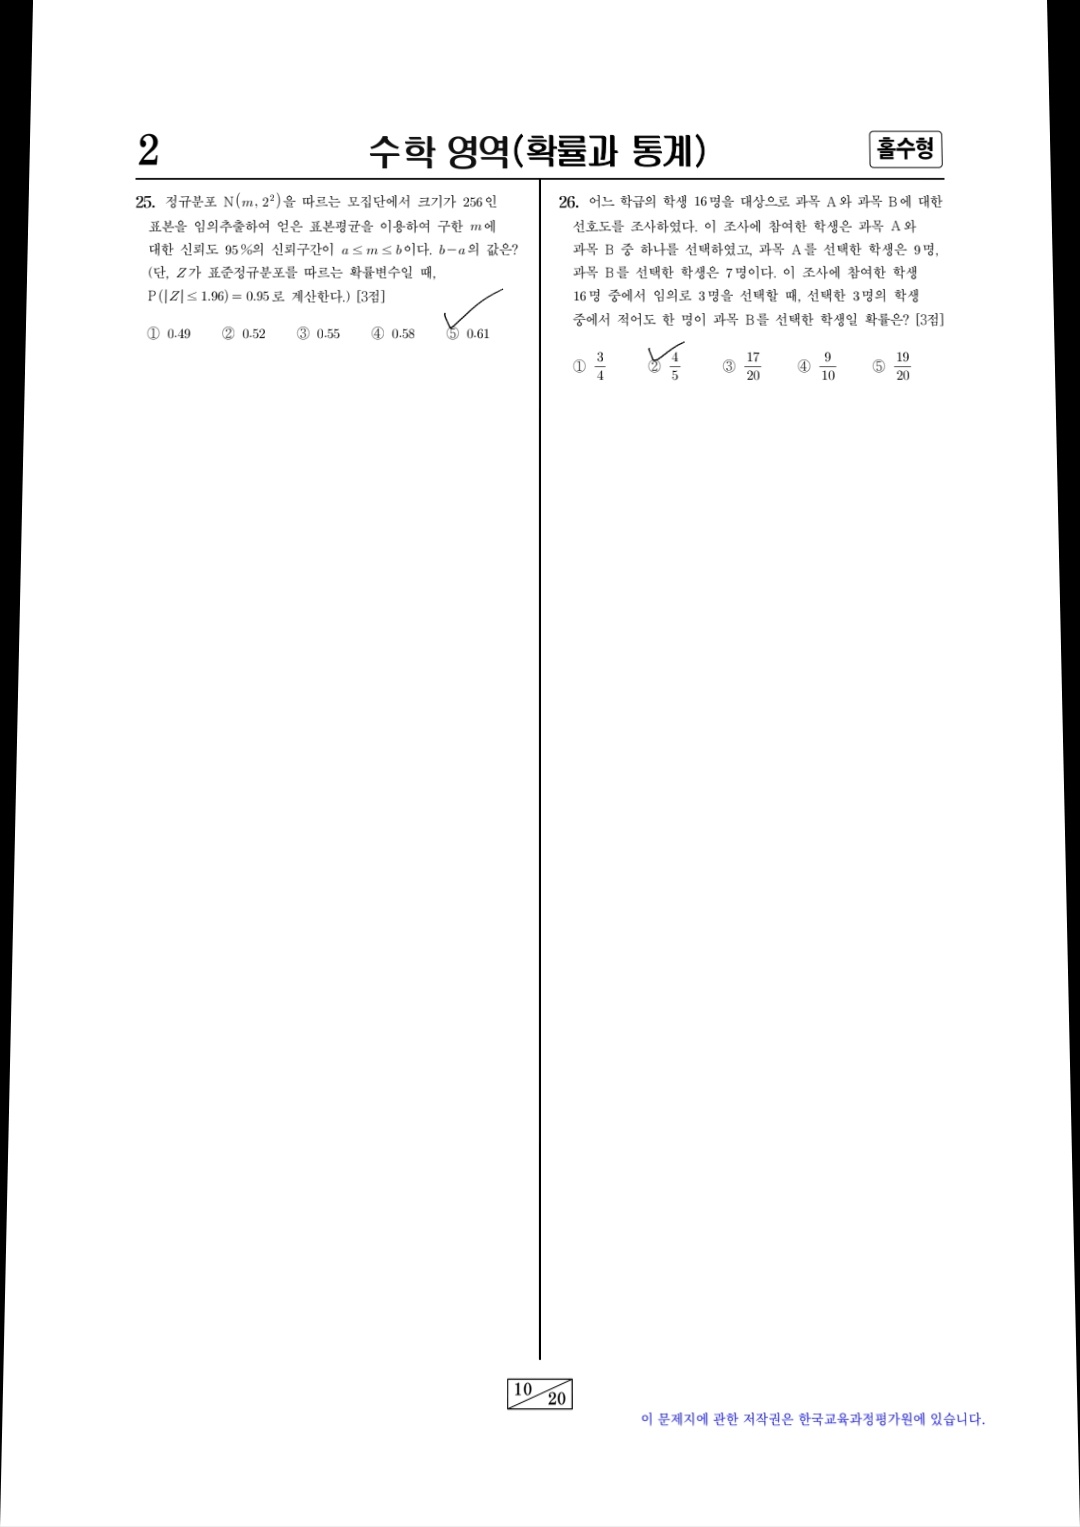 2
수학 영역(확률과 통계)
홀수형
25. 정규분포 N(m, 2²)을 따르는 모집단에서 크기가 256인
표본을 임의추출하여 얻은 표본평균을 이용하여 구한 m에
대한 신뢰도 95%의 신뢰구간이 a≤m≤b이다. b-a의 값은?
(단, Z가 표준정규분포를 따르는 확률변수일 때,
P(|Z|≤1.96)=0.95로 계산한다.) [3점]
① 0.49 ② 0.52 ③ 0.55 ④ 0.58 ⑤ 0.61
26. 어느 학급의 학생 16명을 대상으로 과목 A와 과목 B에 대한
선호도를 조사하였다. 이 조사에 참여한 학생은 과목 A와
과목 B 중 하나를 선택하였고, 과목 A를 선택한 학생은 9명,
과목 B를 선택한 학생은 7명이다. 이 조사에 참여한 학생
16명 중에서 임의로 3명을 선택할 때, 선택한 3명의 학생
중에서 적어도 한 명이 과목 B를 선택한 학생일 확률은? [3점]
① 3/4 ② 4/5 ③ 17/20 ④ 9/10 ⑤ 19/20
10/20
이 문제지에 관한 저작권은 한국교육과정평가원에 있습니다.